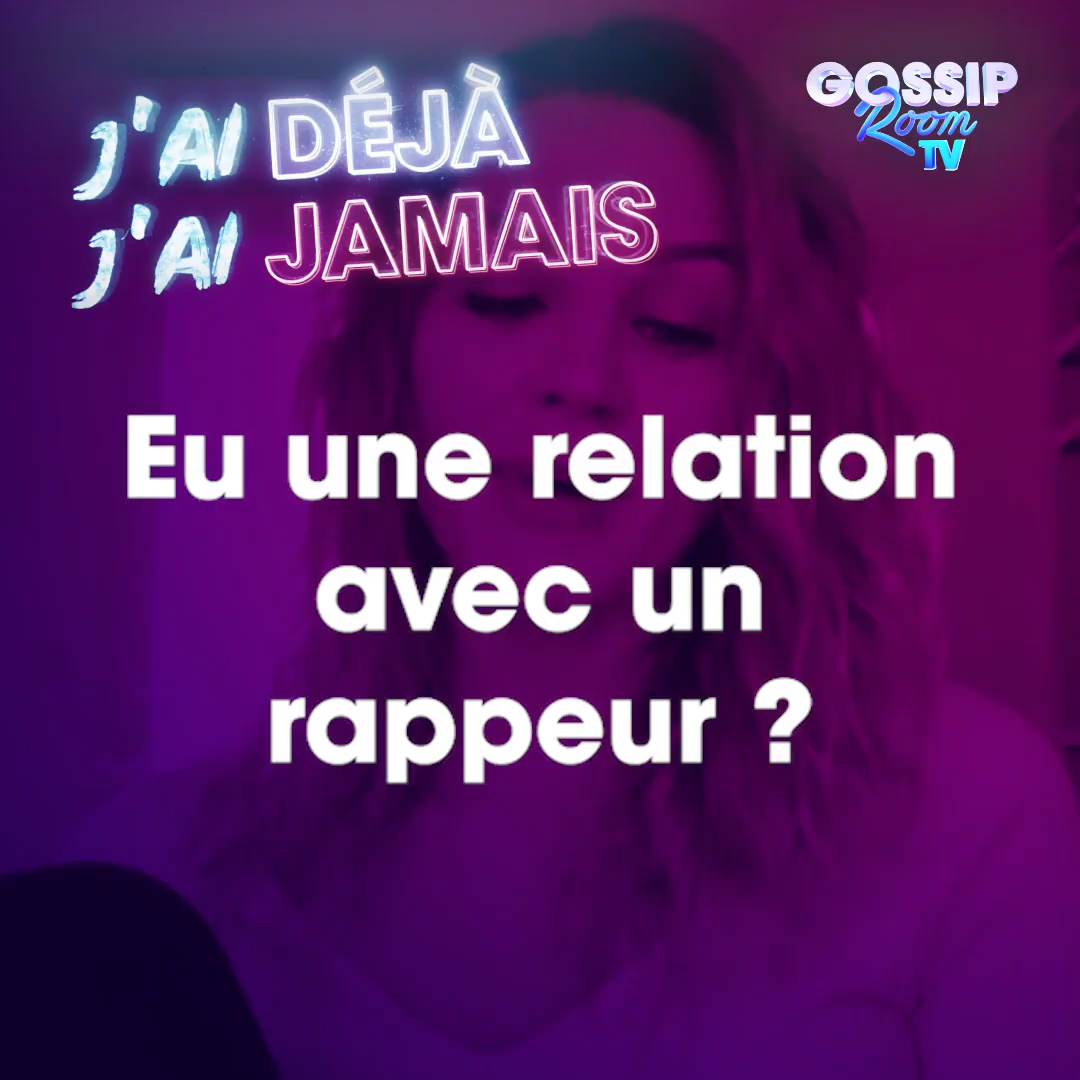 J'AI DÉJÀ
J'AI JAMAIS
GOSSIP
Room
TV
Eu une relation
avec un
rappeur ?